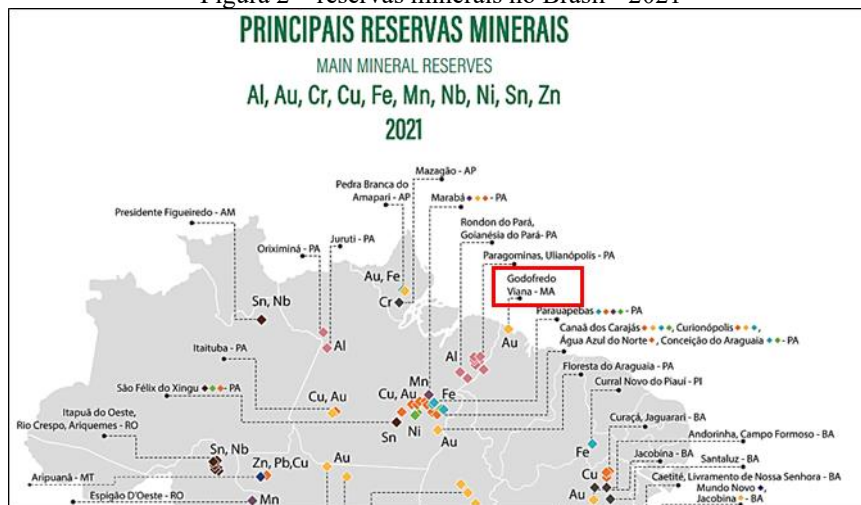 Figura 2 – reservas minerais no Brasil - 2021
PRINCIPAIS RESERVAS MINERAIS
MAIN MINERAL RESERVES
Al, Au, Cr, Cu, Fe, Mn, Nb, Ni, Sn, Zn
2021
Mazagão - AP
Pedra Branca do
Amapari - AP
Marabá - PA
Presidente Figueiredo - AM
Rondon do Pará,
Goianésia do Pará- PA
Juruti - PA
Oriximiná - PA
Paragominas, Ulianópolis - PA
Au, Fe
Godofredo
Viana - MA
Sn, Nb
Cr
Parauapebas - PA
Canaã dos Carajás , Curionópolis ,
Água Azul do Norte , Conceição do Araguaia - PA
Au
Al
Itaituba - PA
Al
Floresta do Araguaia - PA
Mn
São Félix do Xingu - PA
Cu, Au
Cu, Au
Fe
Curral Novo do Piauí - PI
Itapuã do Oeste,
Rio Crespo, Ariquemes - RO
Ni
Sn
Au
Curaçá, Jaguarari - BA
Andorinha, Campo Formoso - BA
Fe
Sn, Nb
Zn, Pb,Cu
Au
Jacobina - BA
Santaluz - BA
Aripuanã - MT
Cu
Caetité, Livramento de Nossa Senhora - BA
Mundo Novo ,
Espigão D'Oeste - RO
Mn
Au
Jacobina - BA